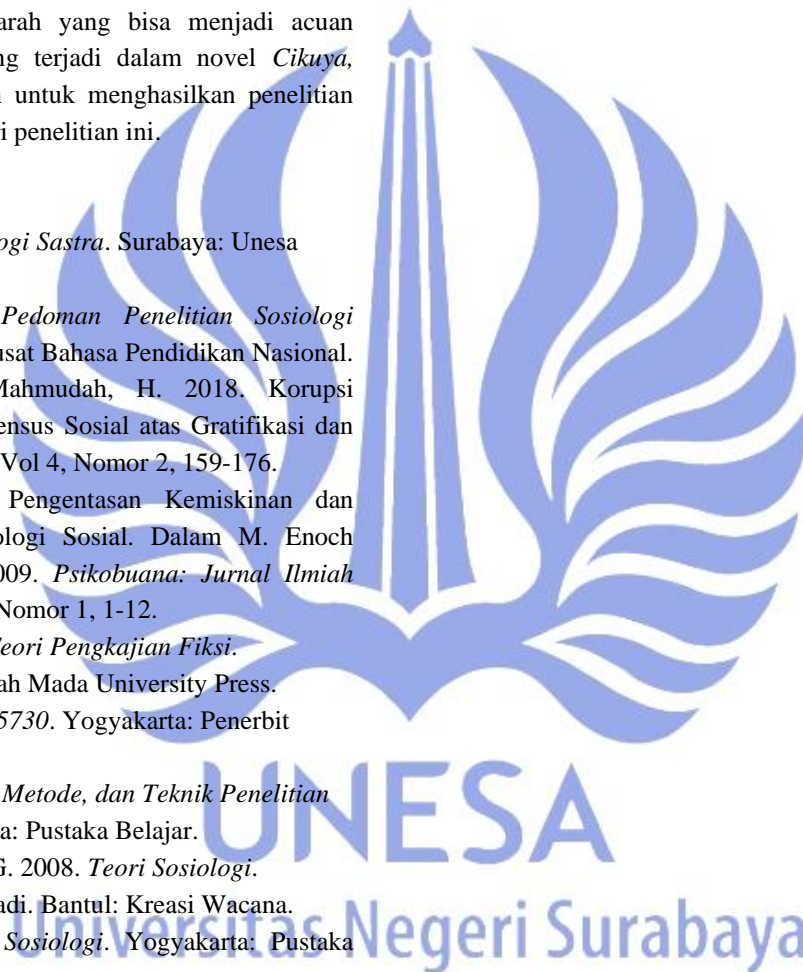 arah yang bisa menjadi acuan
ng terjadi dalam novel Cikuya,
untuk menghasilkan penelitian
ri penelitian ini.
ogi Sastra. Surabaya: Unesa
Pedoman Penelitian Sosiologi
usat Bahasa Pendidikan Nasional.
Mahmudah, H. 2018. Korupsi
ensus Sosial atas Gratifikasi dan
Vol 4, Nomor 2, 159-176.
Pengentasan Kemiskinan dan
ologi Sosial. Dalam M. Enoch
009. Psikobuana: Jurnal Ilmiah
Nomor 1, 1-12.
Teori Pengkajian Fiksi.
ah Mada University Press.
5730. Yogyakarta: Penerbit
Metode, dan Teknik Penelitian
a: Pustaka Belajar.
G. 2008. Teori Sosiologi.
adi. Bantul: Kreasi Wacana.
Sosiologi. Yogyakarta: Pustaka
UNESA
Universitas Negeri Surabaya